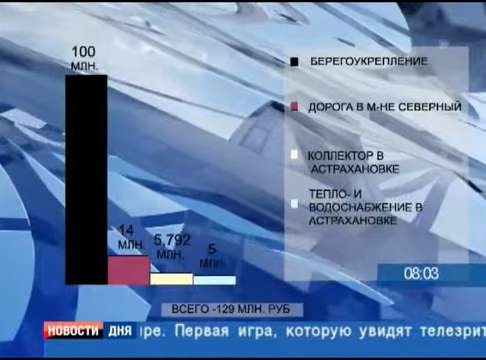 100
МЛН.
14
МЛН.
5,792
МЛН.
5
МЛН.
БЕРЕГОУКРЕПЛЕНИЕ
ДОРОГА В М-НЕ СЕВЕРНЫЙ
КОЛЛЕКТОР В
АСТРАХАНОВКЕ
ТЕПЛО- И
ВОДОСНАБЖЕНИЕ В
АСТРАХАНОВКЕ
08:03
ВСЕГО -129 МЛН. РУБ
НОВОСТИ ДНЯ
ире. Первая игра, которую увидят телезрит